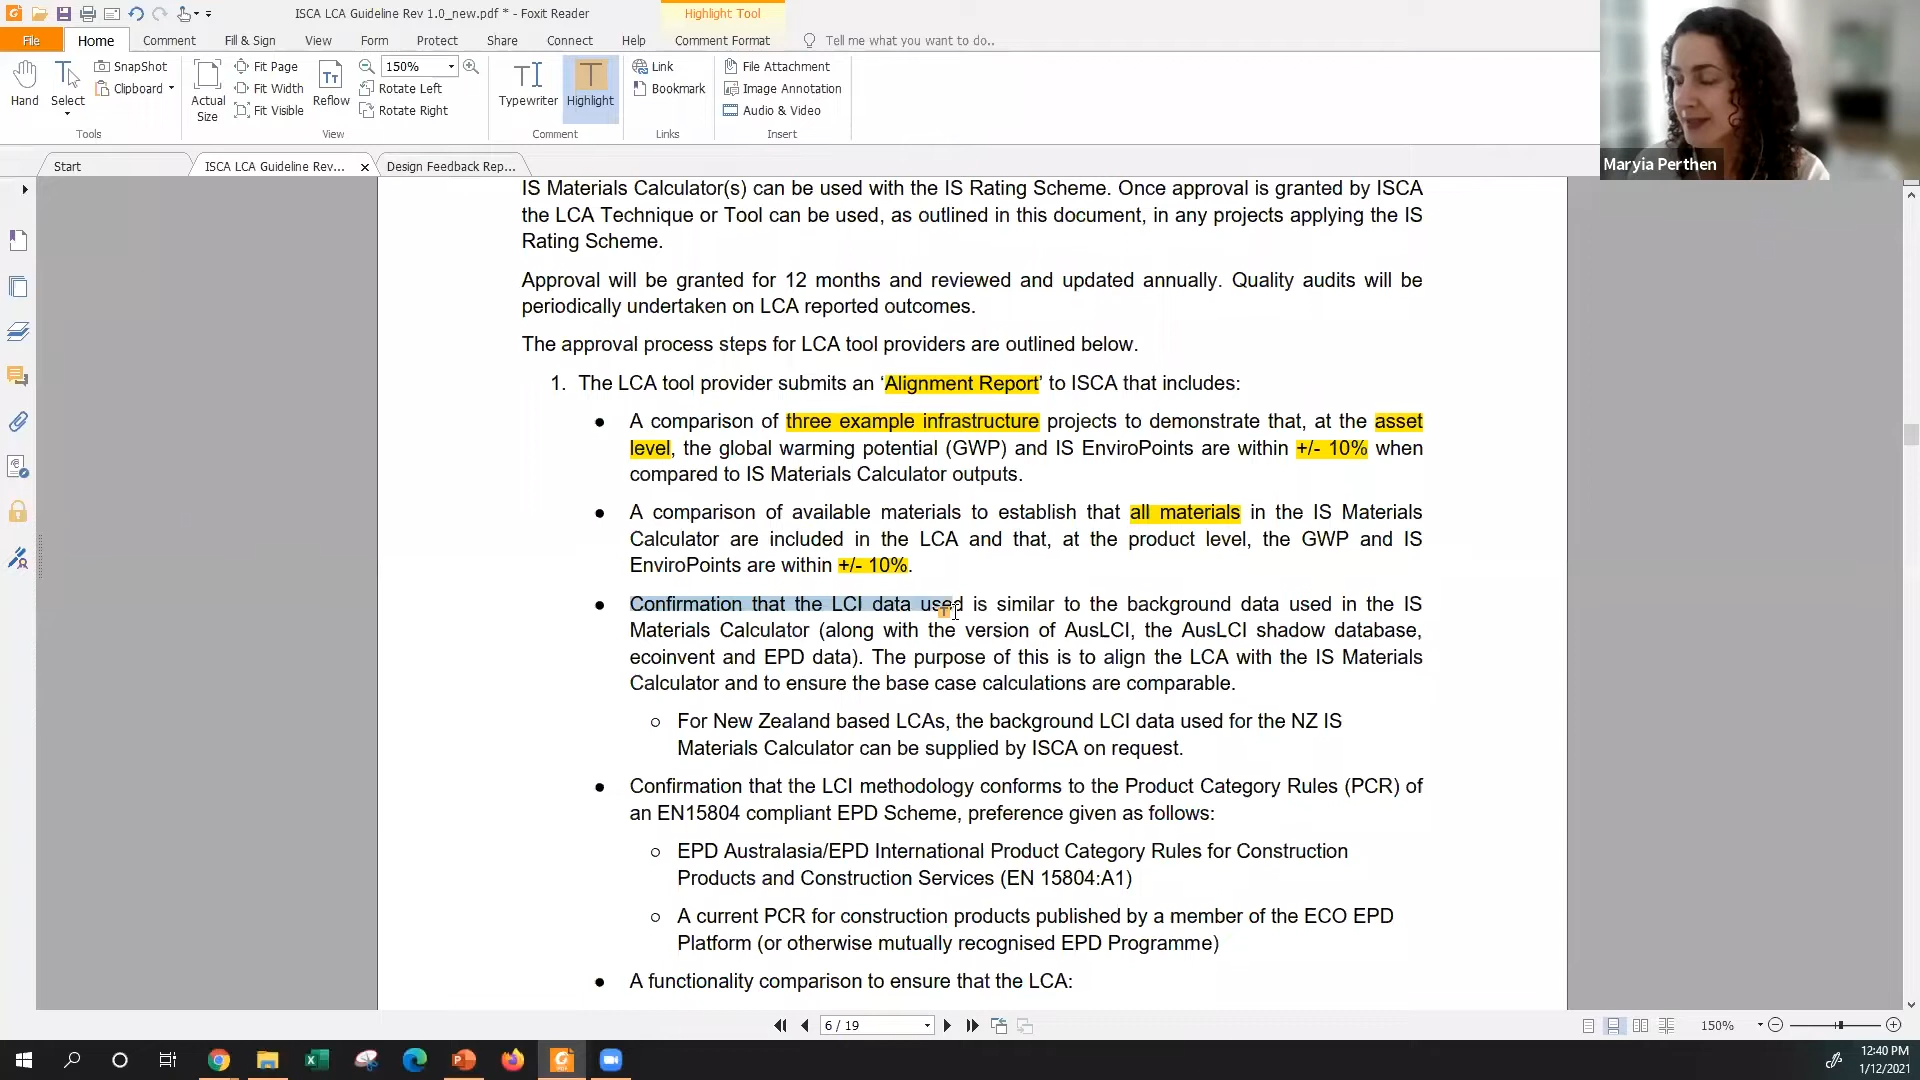 ISCA LCA Guideline Rev 1.0_new.pdf * - Foxit Reader
Highlight Tool
File
Home
Comment
Fill & Sign
View
Form
Protect
Share
Connect
Help
Comment Format
Tell me what you want to do..
Hand
Select
SnapShot
Clipboard
Actual Size
Fit Page
Fit Width
Fit Visible
Reflow
150%
Rotate Left
Rotate Right
Typewriter
Highlight
Link
Bookmark
File Attachment
Image Annotation
Audio & Video
Tools
View
Comment
Links
Insert
Maryia Perthen
Start
ISCA LCA Guideline Rev...
Design Feedback Rep...
IS Materials Calculator(s) can be used with the IS Rating Scheme. Once approval is granted by ISCA
the LCA Technique or Tool can be used, as outlined in this document, in any projects applying the IS
Rating Scheme.
Approval will be granted for 12 months and reviewed and updated annually. Quality audits will be
periodically undertaken on LCA reported outcomes.
The approval process steps for LCA tool providers are outlined below.
1. The LCA tool provider submits an ‘Alignment Report’ to ISCA that includes:
● A comparison of three example infrastructure projects to demonstrate that, at the asset
level, the global warming potential (GWP) and IS EnviroPoints are within +/- 10% when
compared to IS Materials Calculator outputs.
● A comparison of available materials to establish that all materials in the IS Materials
Calculator are included in the LCA and that, at the product level, the GWP and IS
EnviroPoints are within +/- 10%.
● Confirmation that the LCI data used is similar to the background data used in the IS
Materials Calculator (along with the version of AusLCI, the AusLCI shadow database,
ecoinvent and EPD data). The purpose of this is to align the LCA with the IS Materials
Calculator and to ensure the base case calculations are comparable.
○ For New Zealand based LCAs, the background LCI data used for the NZ IS
Materials Calculator can be supplied by ISCA on request.
● Confirmation that the LCI methodology conforms to the Product Category Rules (PCR) of
an EN15804 compliant EPD Scheme, preference given as follows:
○ EPD Australasia/EPD International Product Category Rules for Construction
Products and Construction Services (EN 15804:A1)
○ A current PCR for construction products published by a member of the ECO EPD
Platform (or otherwise mutually recognised EPD Programme)
● A functionality comparison to ensure that the LCA:
6 / 19
150%
12:40 PM
1/12/2021